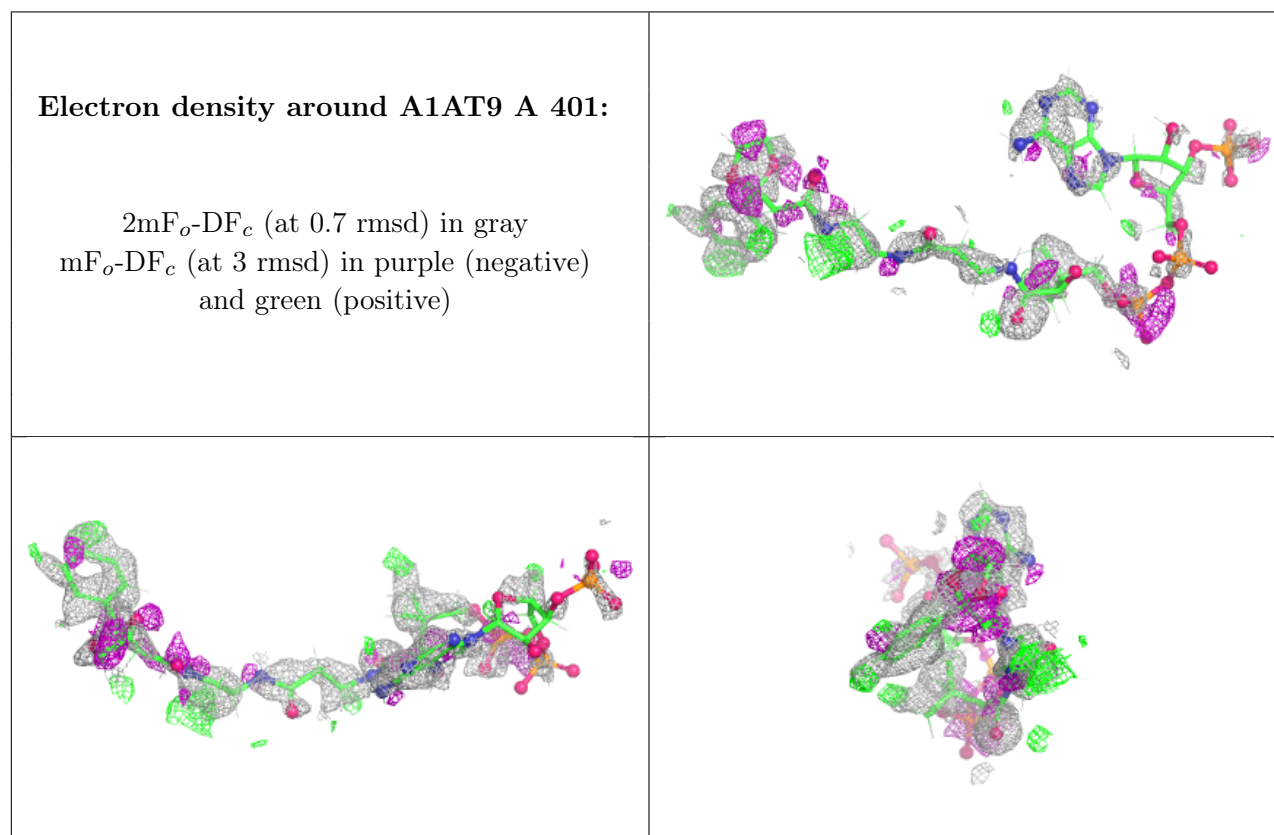 Electron density around A1AT9 A 401:
2mFo-DFc (at 0.7 rmsd) in gray
mFo-DFc (at 3 rmsd) in purple (negative)
and green (positive)